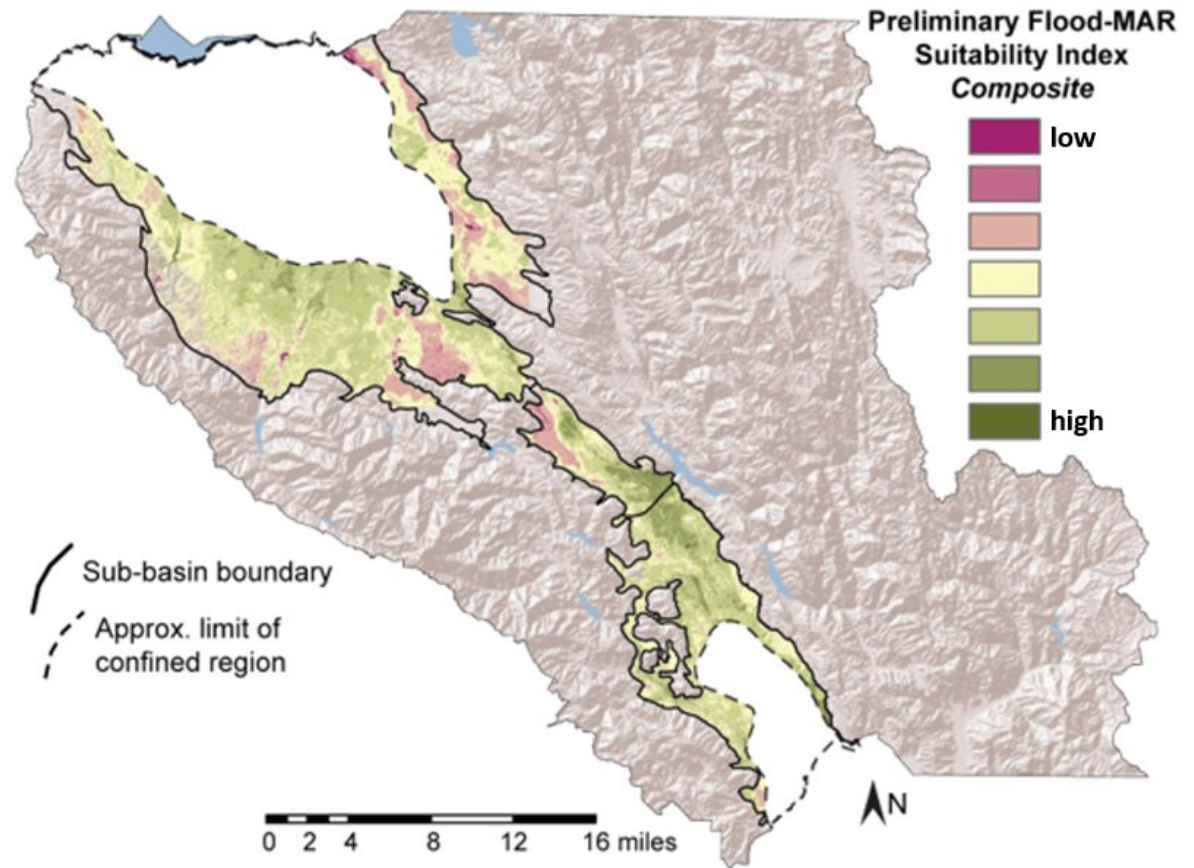 Preliminary Flood-MAR
Suitability Index
Composite
low
high
Sub-basin boundary
Approx. limit of
confined region
N
0 2 4 8 12 16 miles